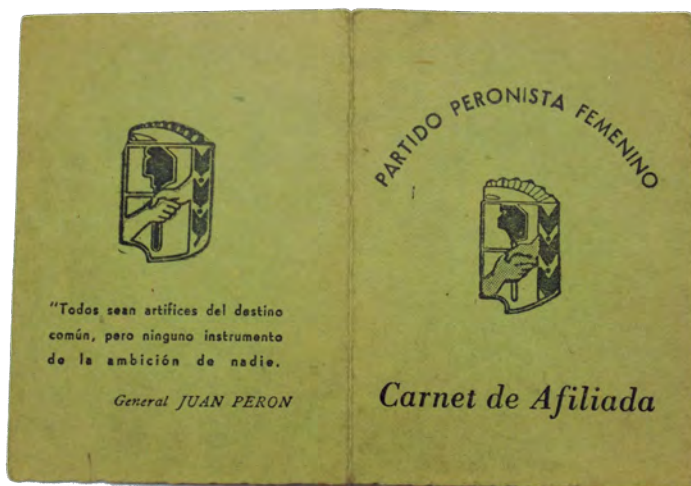 "Todos sean artífices del destino
común, pero ninguno instrumento
de la ambición de nadie.
General JUAN PERON
PARTIDO PERONISTA FEMENINO
Carnet de Afiliada